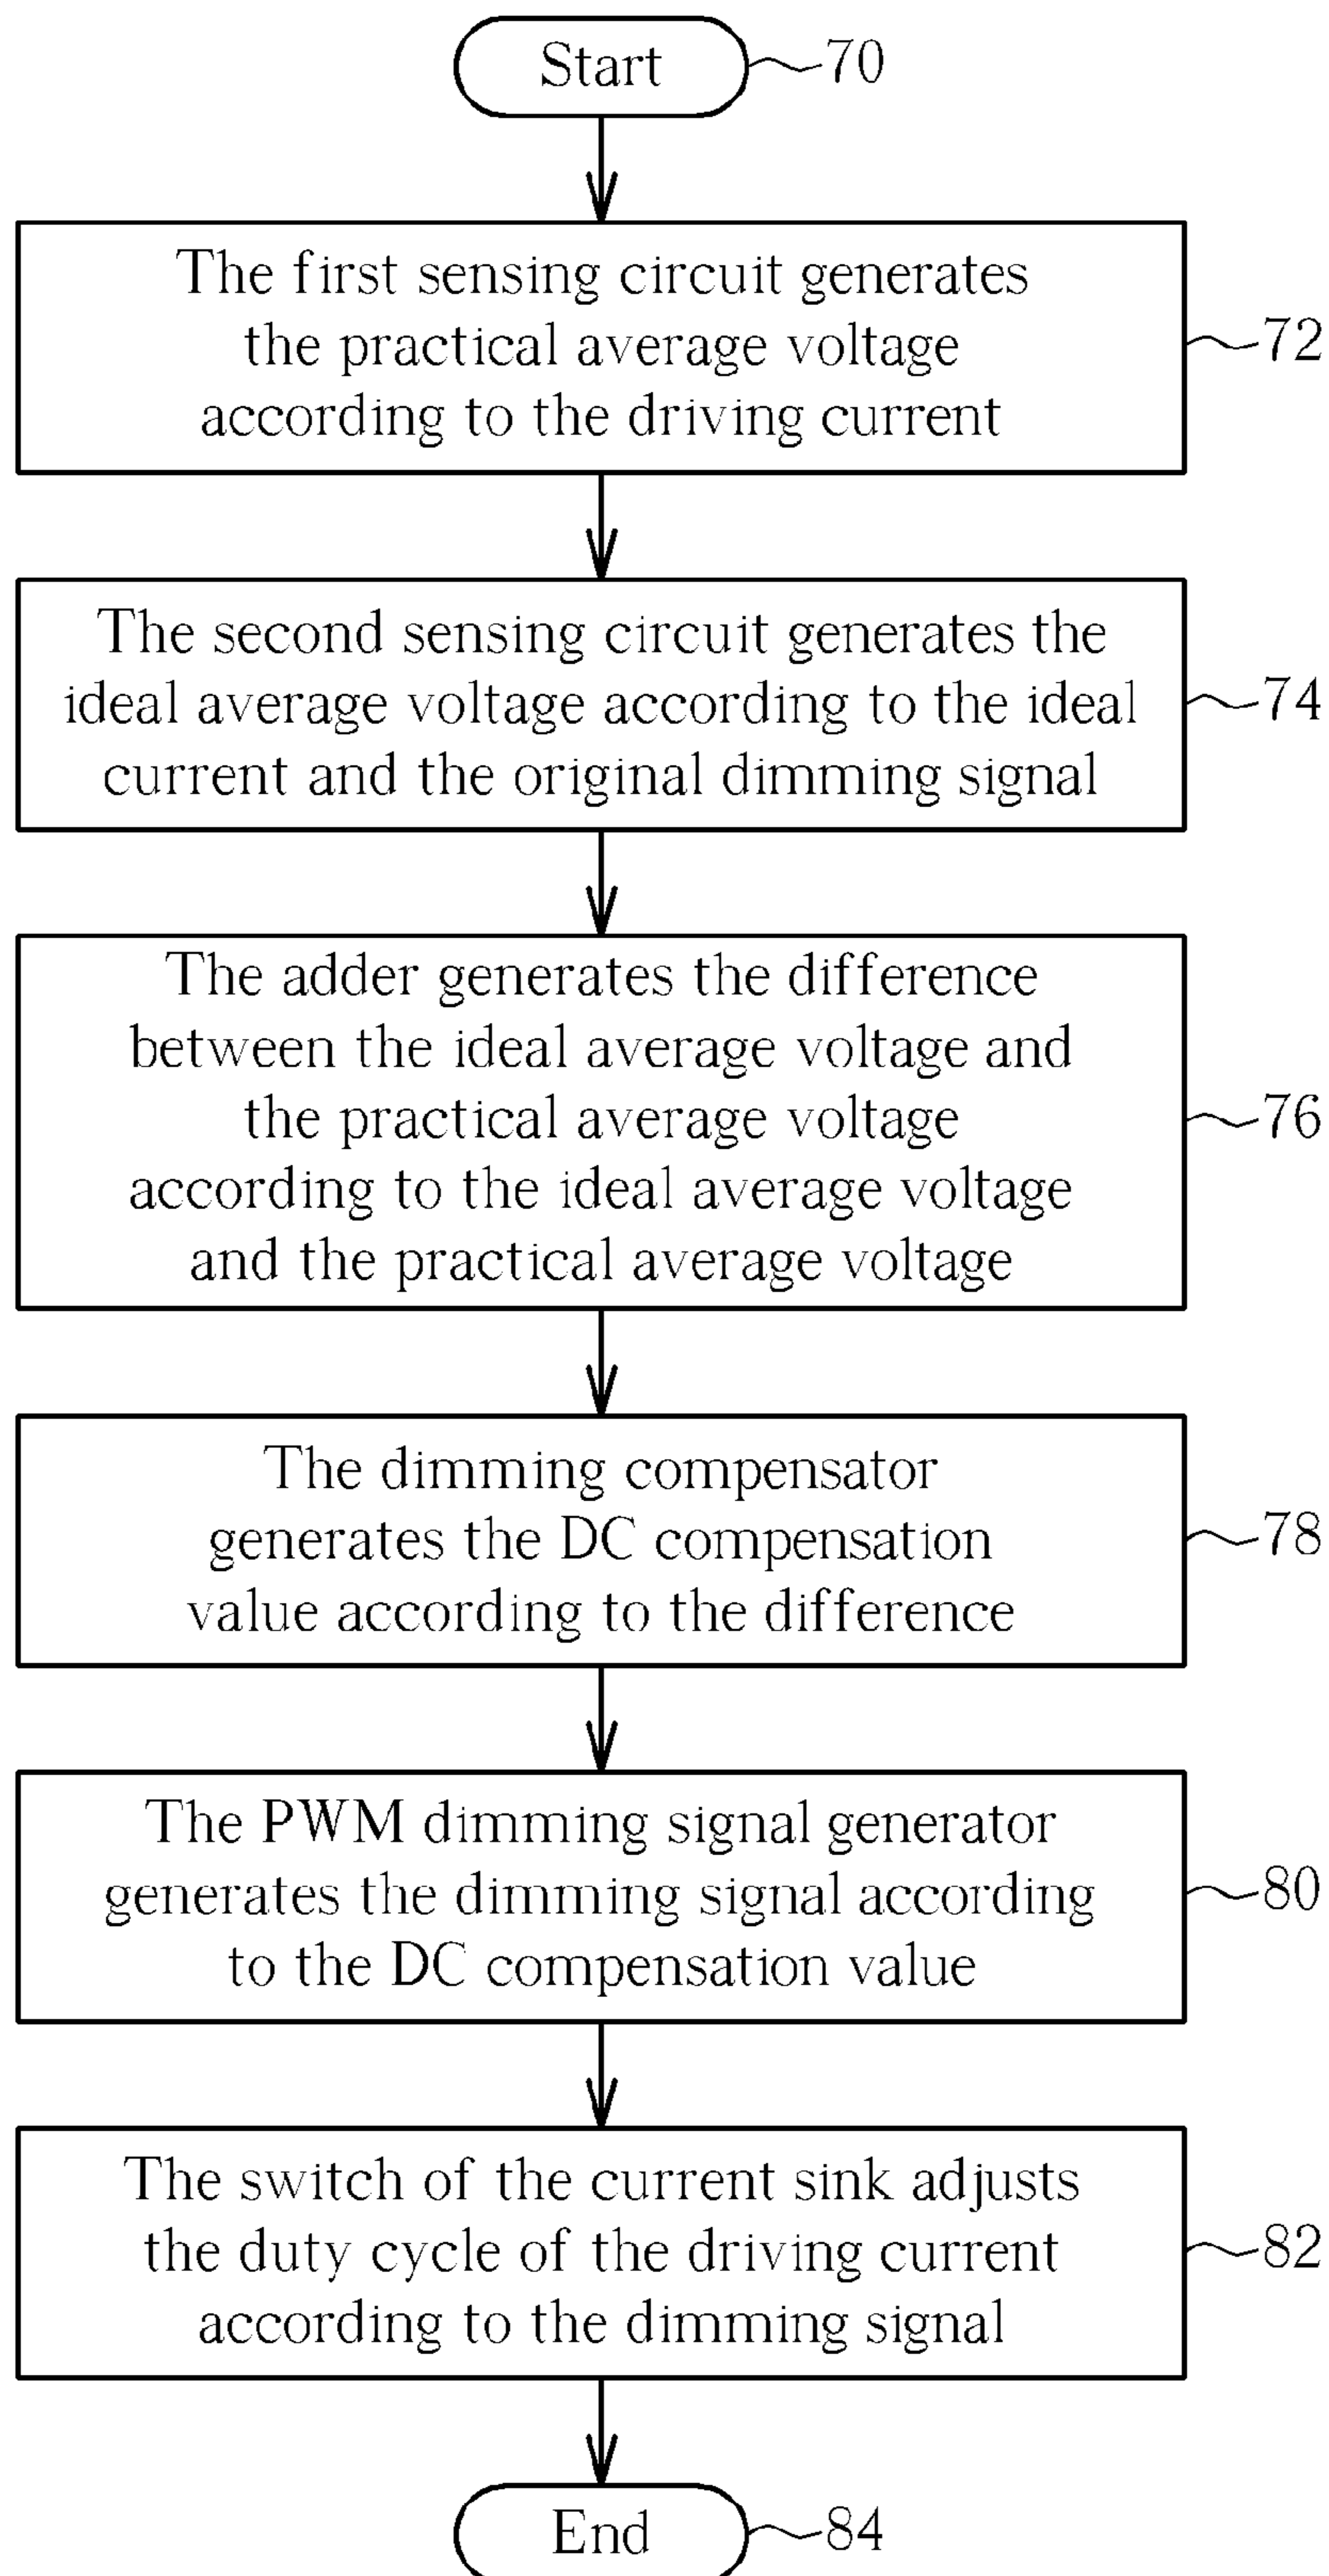 Start
70
The first sensing circuit generates
the practical average voltage
according to the driving current
72
The second sensing circuit generates the
ideal average voltage according to the ideal
current and the original dimming signal
74
The adder generates the difference
between the ideal average voltage and
the practical average voltage
according to the ideal average voltage
and the practical average voltage
76
The dimming compensator
generates the DC compensation
value according to the difference
78
The PWM dimming signal generator
generates the dimming signal according
to the DC compensation value
80
The switch of the current sink adjusts
the duty cycle of the driving current
according to the dimming signal
82
End
84